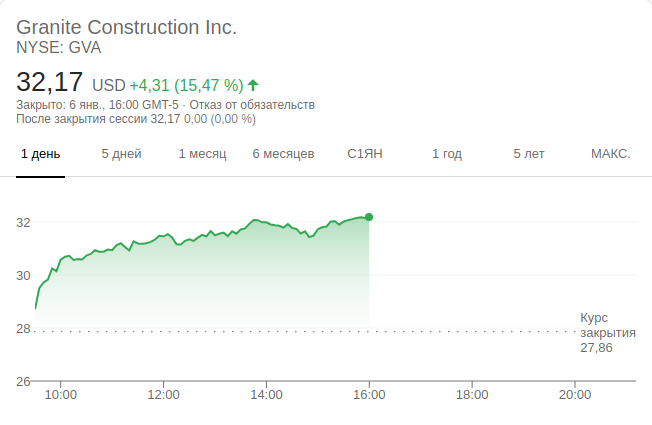 Granite Construction Inc.
NYSE: GVA
32,17 USD +4,31 (15,47 %)
Закрыто: 6 янв., 16:00 GMT-5 · Отказ от обязательств
После закрытия сессии 32,17 0,00 (0,00 %)
1 день 5 дней 1 месяц 6 месяцев С1ЯН 1 год 5 лет МАКС.
32
30
28
26
Курс
закрытия
27,86
10:00 12:00 14:00 16:00 18:00 20:00